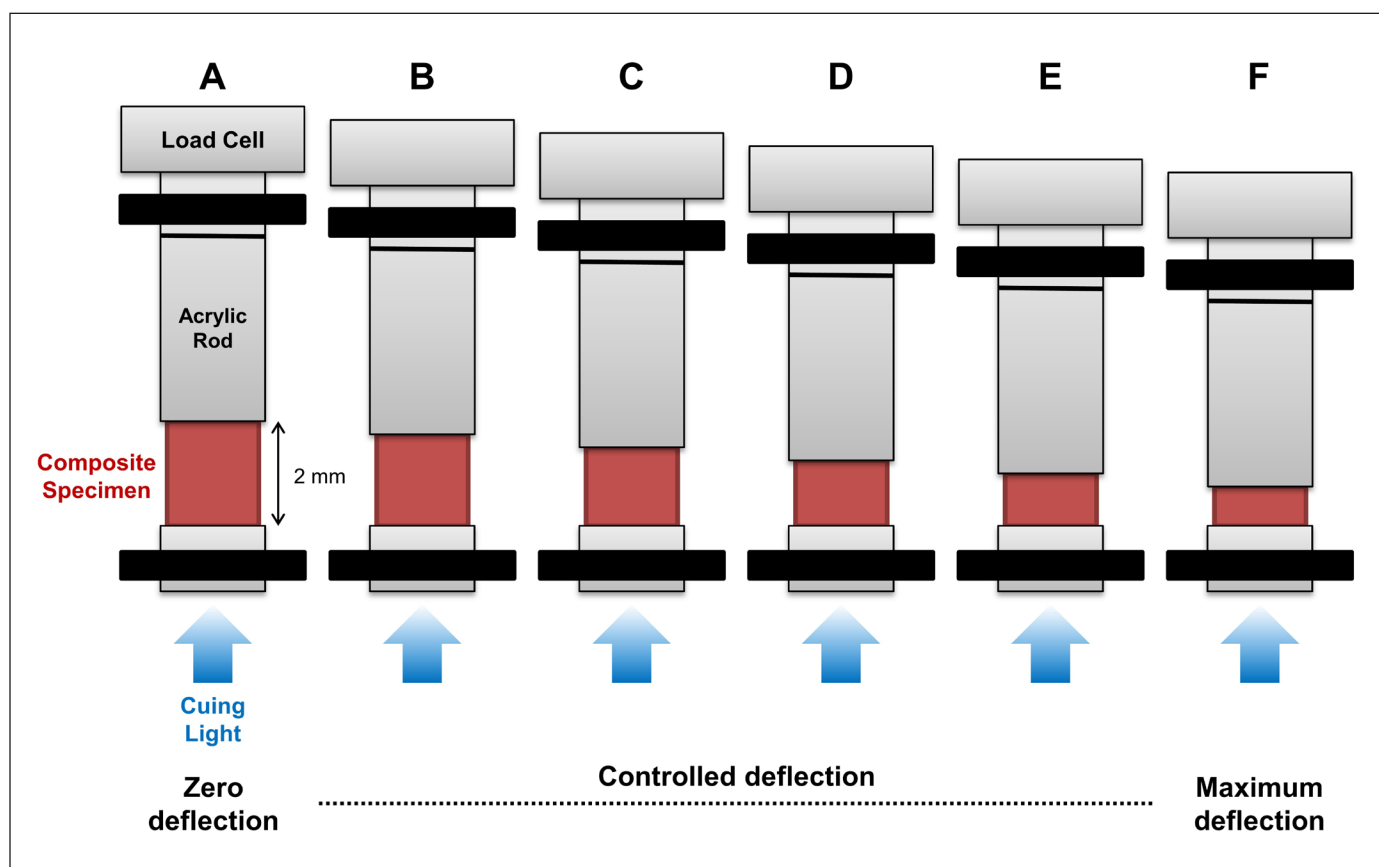 A B C D E F
Load Cell
Acrylic
Rod
Composite
Specimen
2 mm
Cuing
Light
Zero
deflection
Controlled deflection
Maximum
deflection